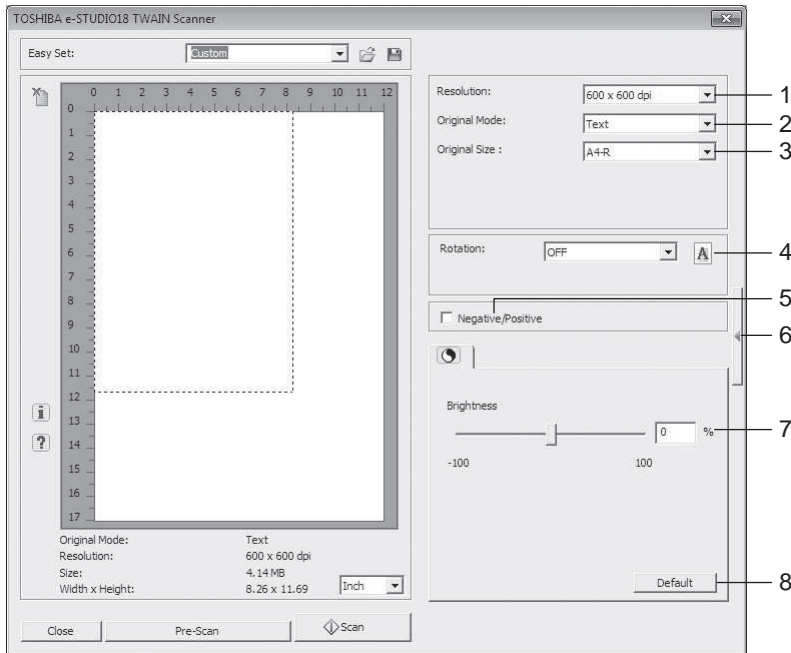 TOSHIBA e-STUDIO18 TWAIN Scanner
Easy Set: Custom
0 1 2 3 4 5 6 7 8 9 10 11 12
0
1
2
3
4
5
6
7
8
9
10
11
12
13
14
15
16
17
Original Mode: Text
Resolution: 600 x 600 dpi
Size: 4.14 MB
Width x Height: 8.26 x 11.69 Inch
Close Pre-Scan Scan
Resolution: 600 x 600 dpi 1
Original Mode: Text 2
Original Size : A4-R 3
Rotation: OFF A 4
5
Negative/Positive
6
Brightness
0 % 7
-100 100
Default 8